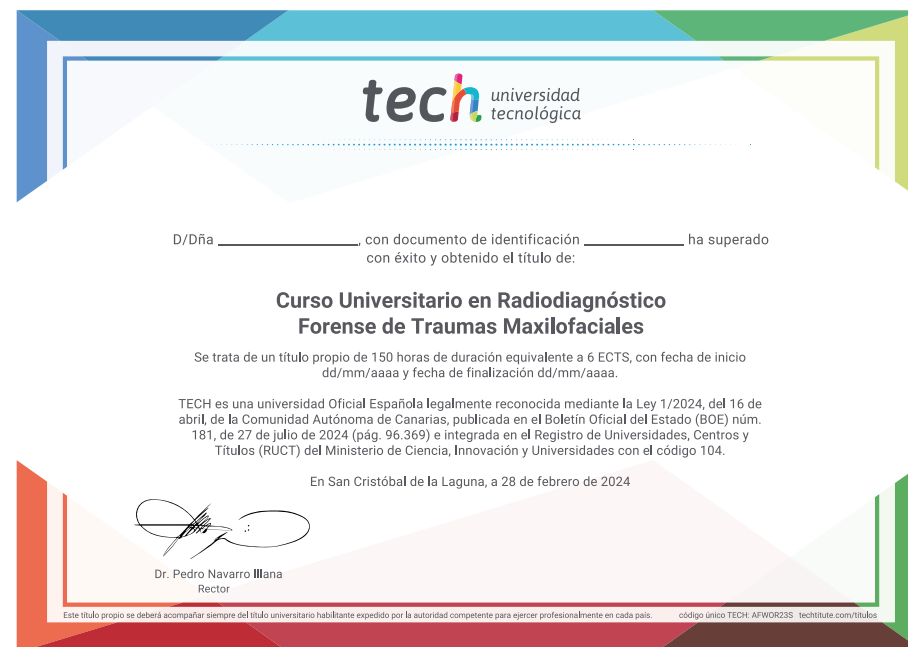 tech universidad
tecnológica
D/Dña ______________, con documento de identificación __________ ha superado
con éxito y obtenido el título de:
Curso Universitario en Radiodiagnóstico
Forense de Traumas Maxilofaciales
Se trata de un título propio de 150 horas de duración equivalente a 6 ECTS, con fecha de inicio
dd/mm/aaaa y fecha de finalización dd/mm/aaaa.
TECH es una universidad Oficial Española legalmente reconocida mediante la Ley 1/2024, del 16 de
abril, de la Comunidad Autónoma de Canarias, publicada en el Boletín Oficial del Estado (BOE) núm.
181, de 27 de julio de 2024 (pág. 96.369) e integrada en el Registro de Universidades, Centros y
Títulos (RUCT) del Ministerio de Ciencia, Innovación y Universidades con el código 104.
En San Cristóbal de la Laguna, a 28 de febrero de 2024
Dr. Pedro Navarro Illana
Rector
Este título propio se deberá acompañar siempre del título universitario habilitante expedido por la autoridad competente para ejercer profesionalmente en cada país. código único TECH: AFWOR23S techtitute.com/titulos